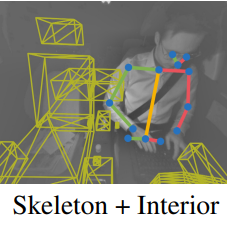 Skeleton + Interior